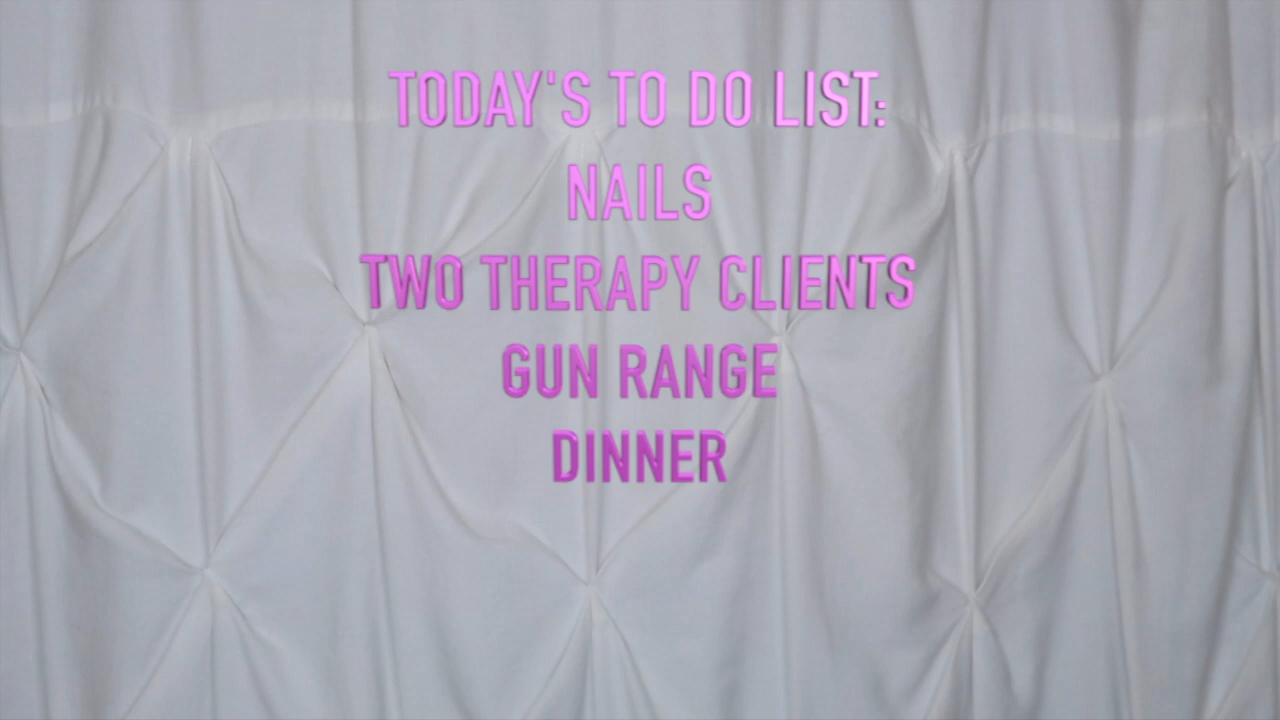 TODAY'S TO DO LIST:
NAILS
TWO THERAPY CLIENTS
GUN RANGE
DINNER